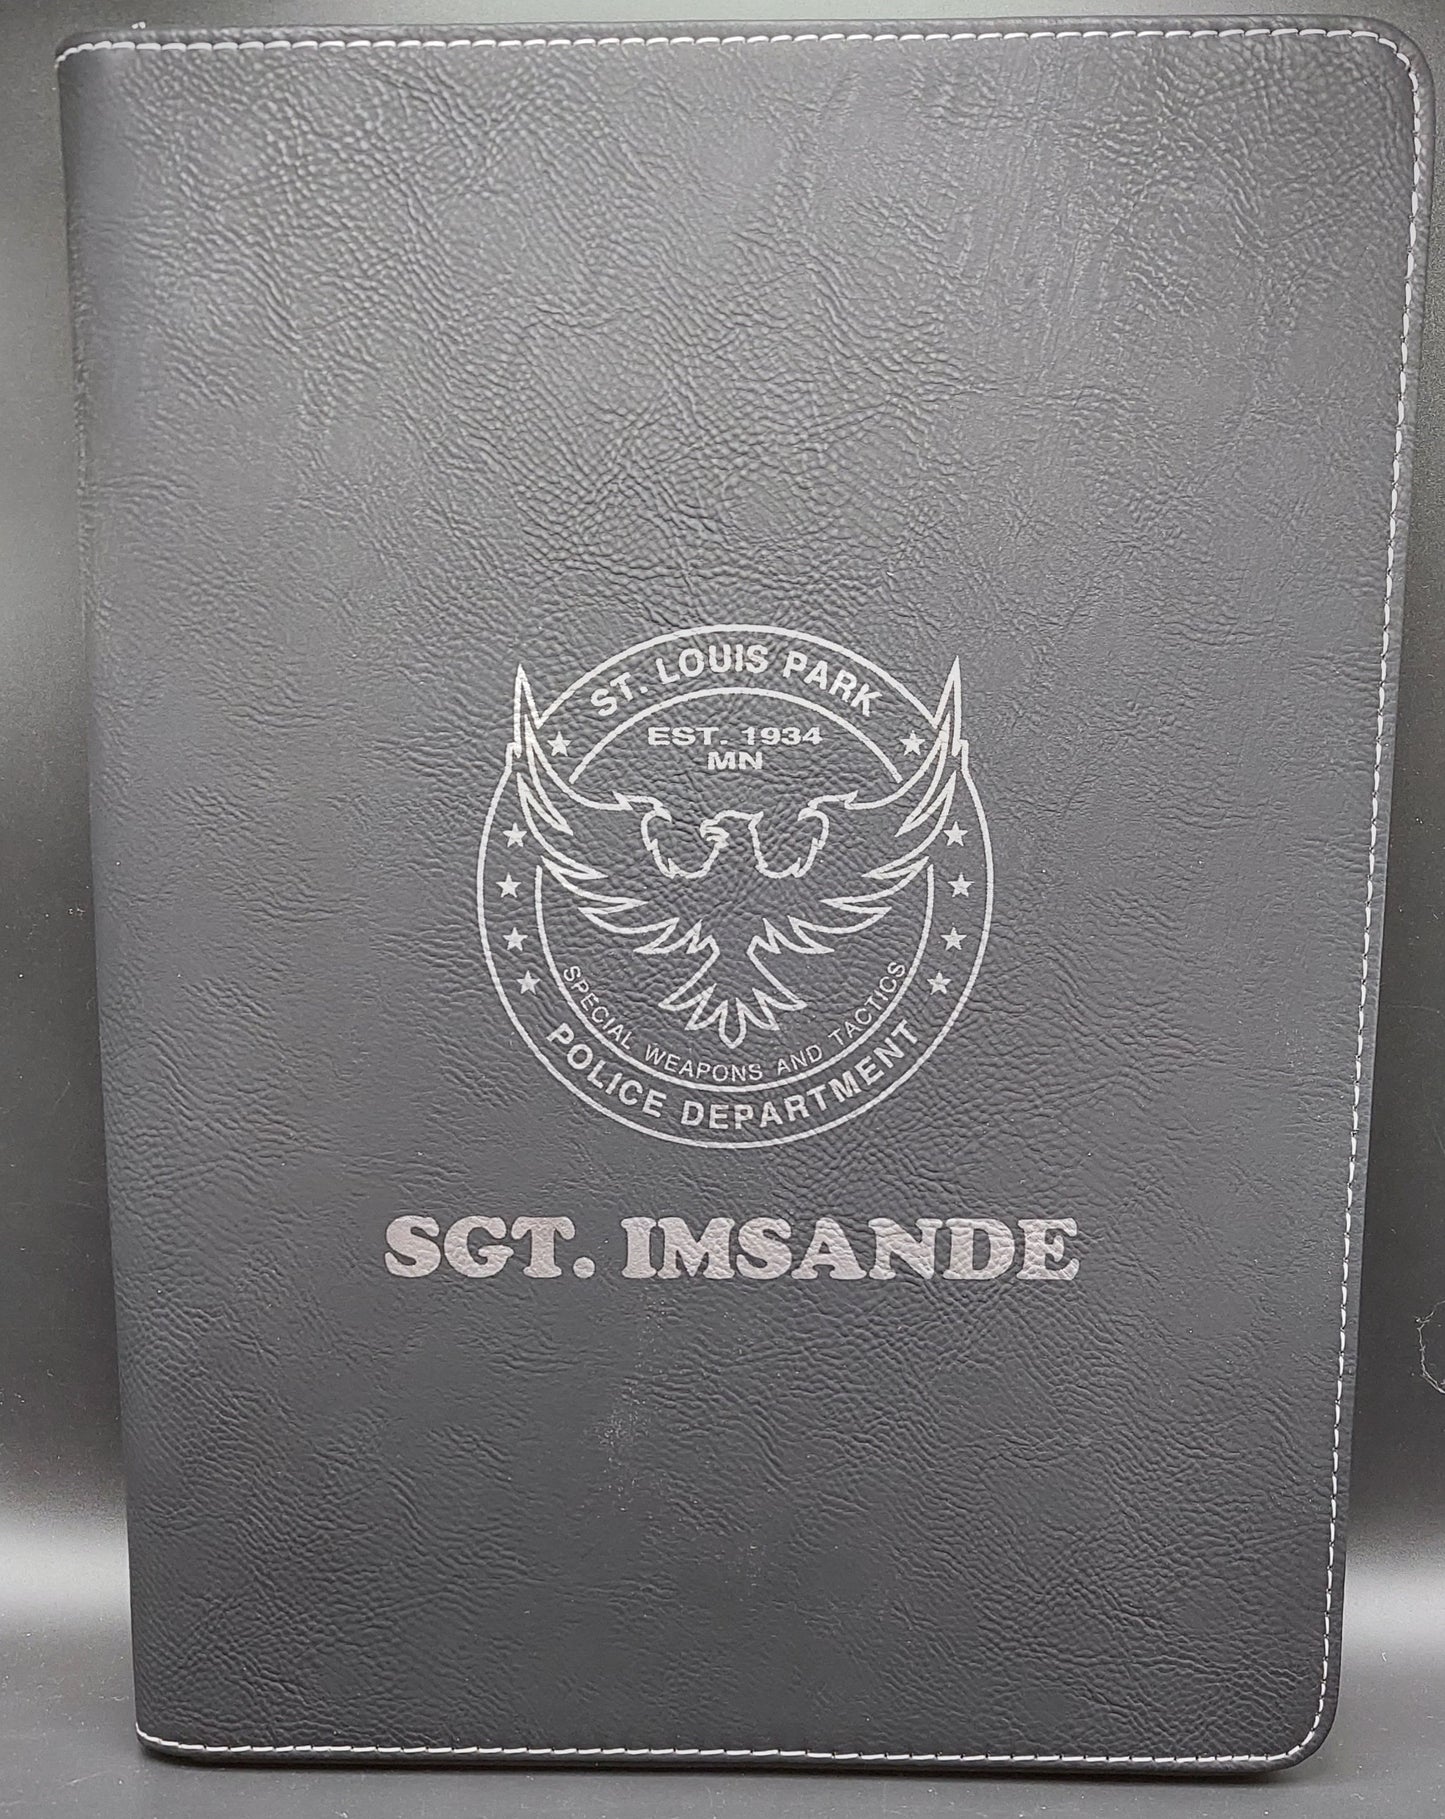 ST. LOUIS PARK
EST. 1934
MN
SPECIAL WEAPONS AND TACTICS
POLICE DEPARTMENT
SGT. IMSANDE